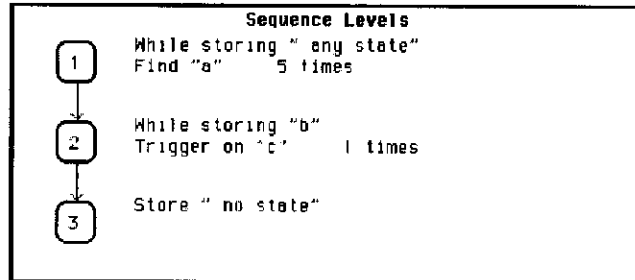 Sequence Levels
While storing " any state"
1
Find "a" 5 times
While storing "b"
2
Trigger on "c" 1 times
Store " no state"
3